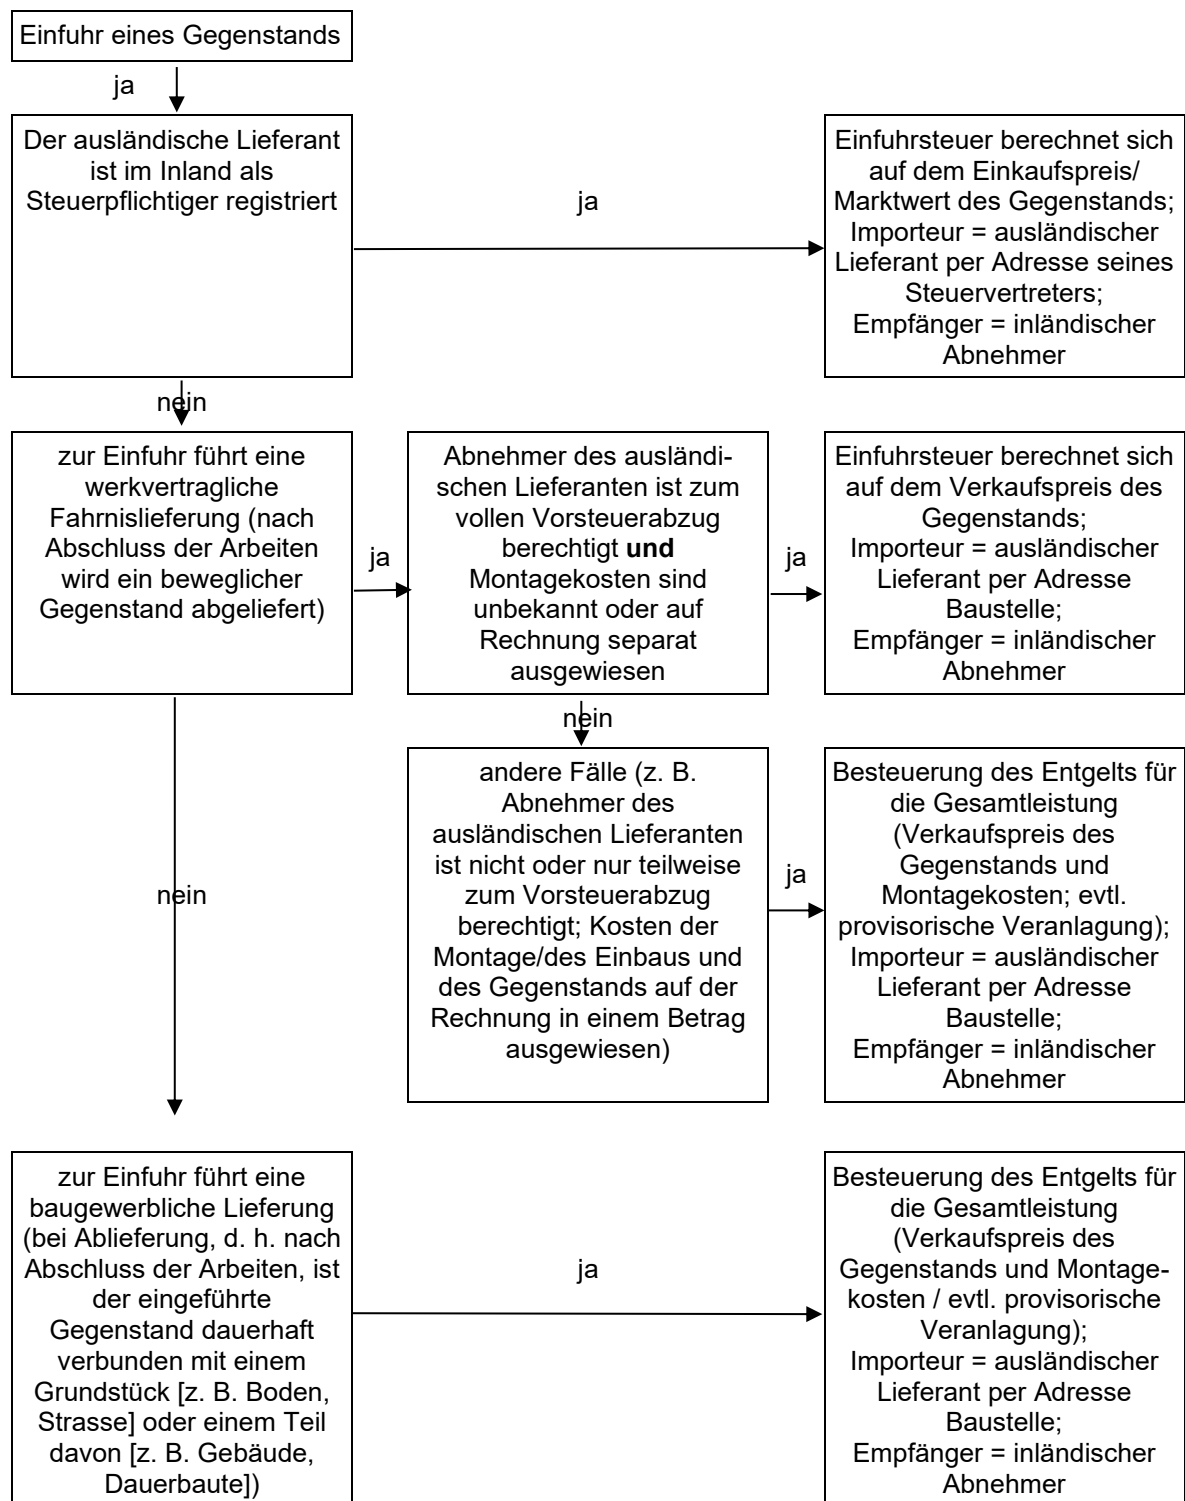 Einfuhr eines Gegenstands
ja
Der ausländische Lieferant
ist im Inland als
Steuerpflichtiger registriert
ja
Einfuhrsteuer berechnet sich
auf dem Einkaufspreis/
Marktwert des Gegenstands;
Importeur = ausländischer
Lieferant per Adresse seines
Steuervertreters;
Empfänger = inländischer
Abnehmer
nein
zur Einfuhr führt eine
werkvertragliche
Fahrnislieferung (nach
Abschluss der Arbeiten
wird ein beweglicher
Gegenstand abgeliefert)
ja
Abnehmer des ausländi-
schen Lieferanten ist zum
vollen Vorsteuerabzug
berechtigt und
Montagekosten sind
unbekannt oder auf
Rechnung separat
ausgewiesen
ja
Einfuhrsteuer berechnet sich
auf dem Verkaufspreis des
Gegenstands;
Importeur = ausländischer
Lieferant per Adresse
Baustelle;
Empfänger = inländischer
Abnehmer
nein
andere Fälle (z. B.
Abnehmer des
ausländischen Lieferanten
ist nicht oder nur teilweise
zum Vorsteuerabzug
berechtigt; Kosten der
Montage/des Einbaus und
des Gegenstands auf der
Rechnung in einem Betrag
ausgewiesen)
ja
Besteuerung des Entgelts für
die Gesamtleistung
(Verkaufspreis des
Gegenstands und
Montagekosten; evtl.
provisorische Veranlagung);
Importeur = ausländischer
Lieferant per Adresse
Baustelle;
Empfänger = inländischer
Abnehmer
nein
zur Einfuhr führt eine
baugewerbliche Lieferung
(bei Ablieferung, d. h. nach
Abschluss der Arbeiten, ist
der eingeführte
Gegenstand dauerhaft
verbunden mit einem
Grundstück [z. B. Boden,
Strasse] oder einem Teil
davon [z. B. Gebäude,
Dauerbaute])
ja
Besteuerung des Entgelts für
die Gesamtleistung
(Verkaufspreis des
Gegenstands und Montage-
kosten / evtl. provisorische
Veranlagung);
Importeur = ausländischer
Lieferant per Adresse
Baustelle;
Empfänger = inländischer
Abnehmer